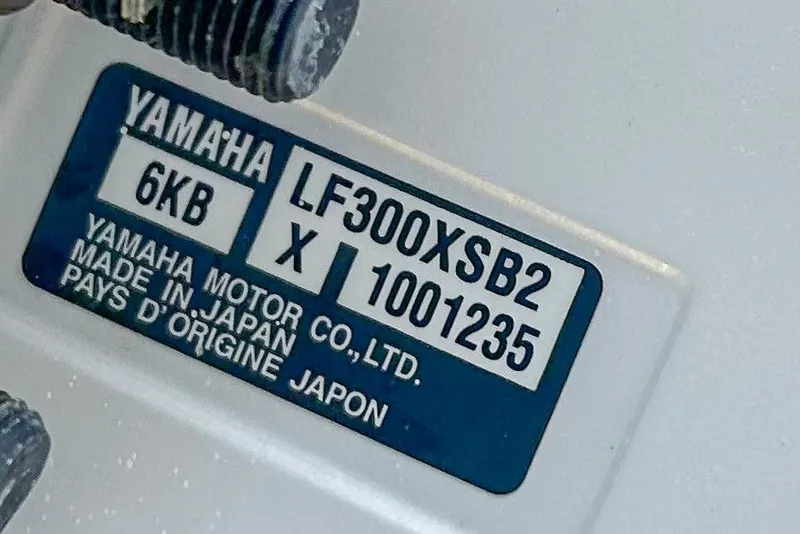 YAMAHA
LF300XSB2
6KB
X 1001235
YAMAHA MOTOR CO.,LTD.
MADE IN JAPAN
PAYS D'ORIGINE JAPON